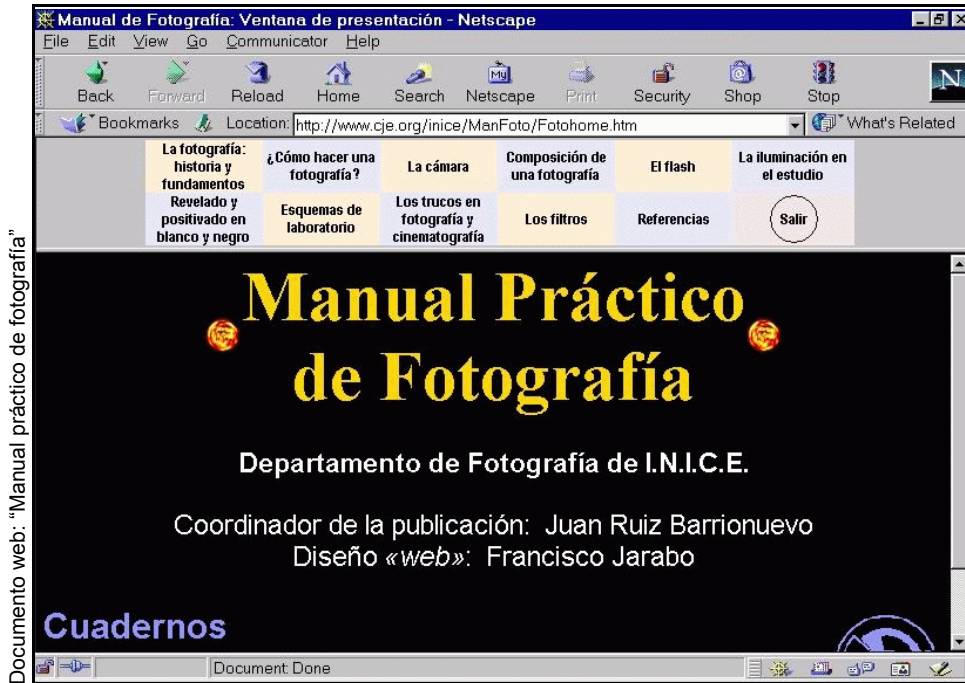 Documento web: “Manual práctico de fotografía”
Manual de Fotografía: Ventana de presentación - Netscape
File Edit View Go Communicator Help
Back Forward Reload Home Search Netscape Print Security Shop Stop
My
N
Bookmarks Location: http://www.cje.org/inice/ManFoto/Fotohome.htm What's Related
La fotografía:
historia y
fundamentos
¿Cómo hacer una
fotografía?
La cámara
Composición de
una fotografía
El flash
La iluminación en
el estudio
Revelado y
positivado en
blanco y negro
Esquemas de
laboratorio
Los trucos en
fotografía y
cinematografía
Los filtros
Referencias
Salir
Manual Práctico
de Fotografía
Departamento de Fotografía de I.N.I.C.E.
Coordinador de la publicación: Juan Ruiz Barrionuevo
Diseño «web»: Francisco Jarabo
Cuadernos
Document: Done